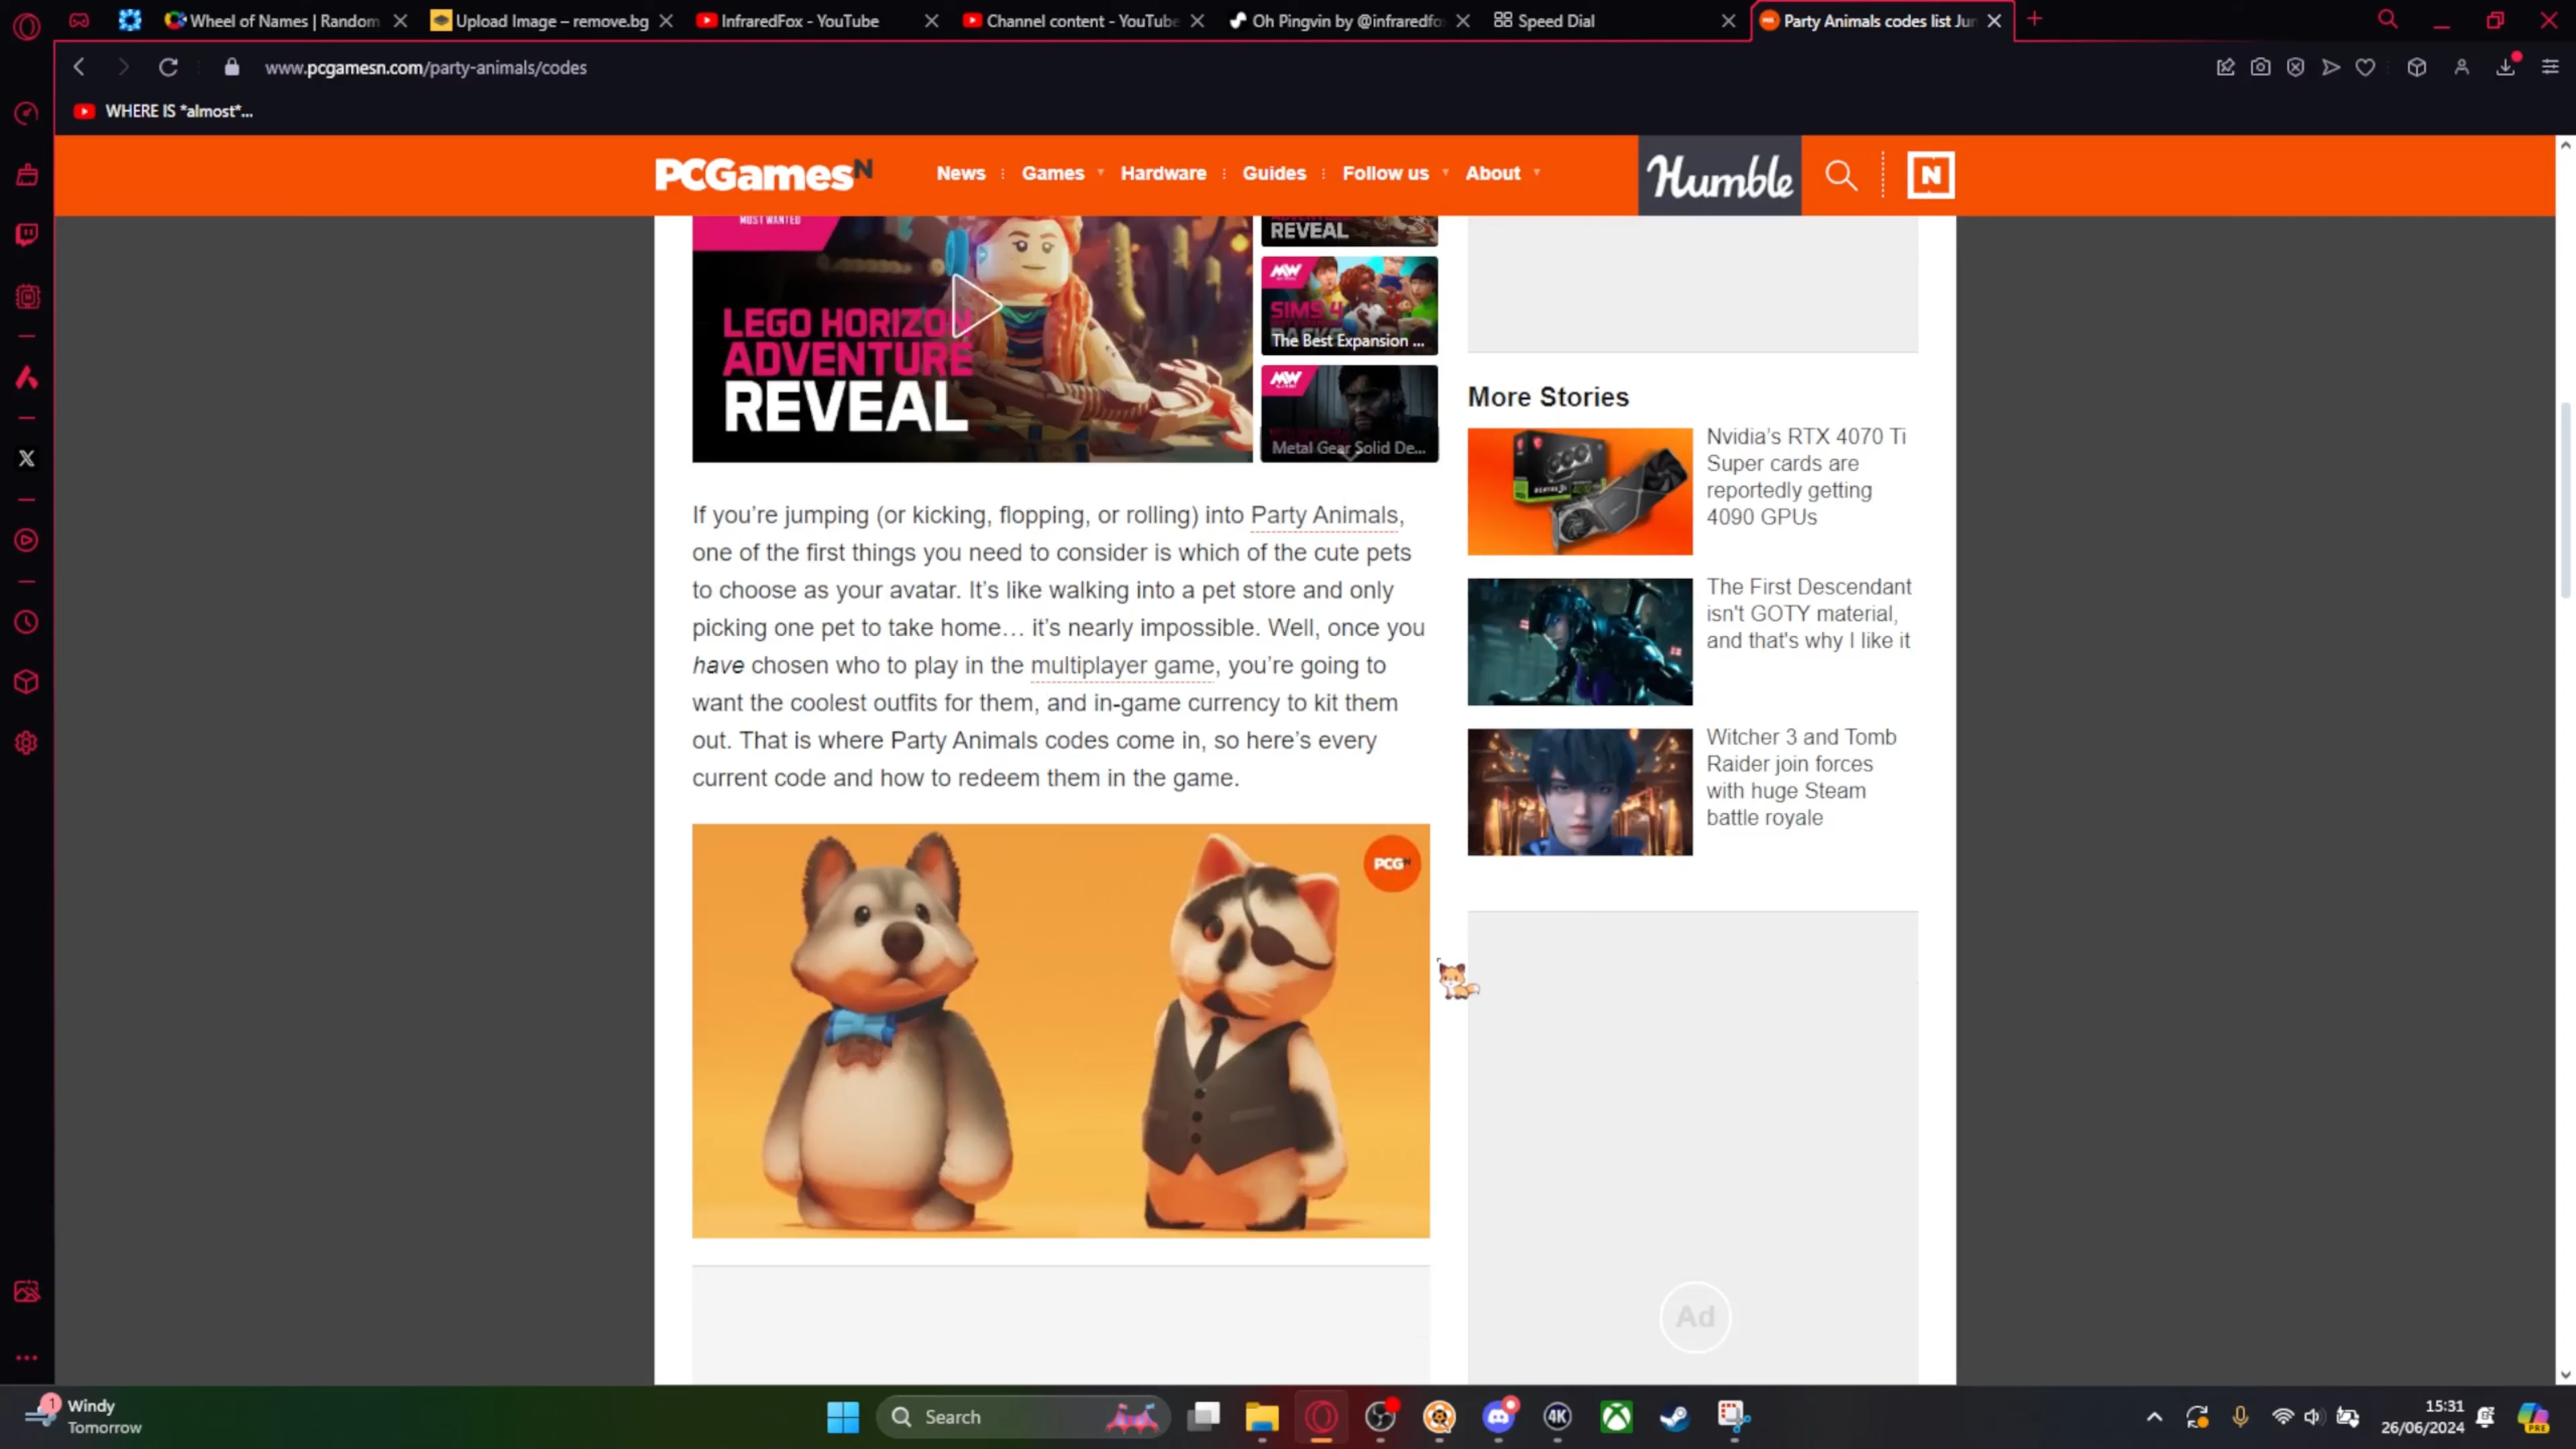 Wheel of Names | Random
Upload Image – remove.bg
InfraredFox - YouTube
Channel content - YouTube
Oh Pingvin by @infraredfo
Speed Dial
Party Animals codes list Jun
www.pcgamesn.com/party-animals/codes
WHERE IS *almost*...
PCGamesN
News
Games
Hardware
Guides
Follow us
About
Humble
N
MOST WANTED
LEGO HORIZON
ADVENTURE
REVEAL
REVEAL
MW
SIMS 4
The Best Expansion ...
MW
Metal Gear Solid De...
If you're jumping (or kicking, flopping, or rolling) into Party Animals,
one of the first things you need to consider is which of the cute pets
to choose as your avatar. It's like walking into a pet store and only
picking one pet to take home… it's nearly impossible. Well, once you
have chosen who to play in the multiplayer game, you're going to
want the coolest outfits for them, and in-game currency to kit them
out. That is where Party Animals codes come in, so here's every
current code and how to redeem them in the game.
PCGN
More Stories
Nvidia's RTX 4070 Ti
Super cards are
reportedly getting
4090 GPUs
The First Descendant
isn't GOTY material,
and that's why I like it
Witcher 3 and Tomb
Raider join forces
with huge Steam
battle royale
Ad
1
Windy
Tomorrow
Search
4K
15:31
26/06/2024
PRE